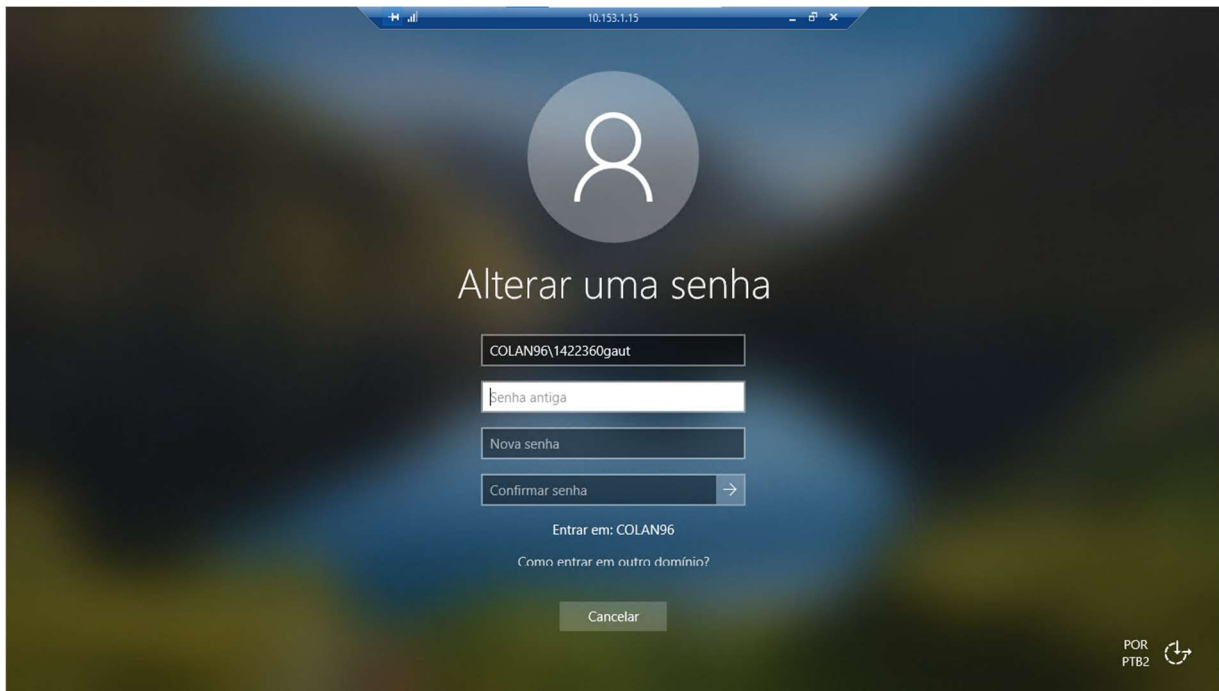 10.153.1.15
Alterar uma senha
COLAN96\1422360gaut
Senha antiga
Nova senha
Confirmar senha
Entrar em: COLAN96
Como entrar em outro domínio?
Cancelar
POR
PTB2